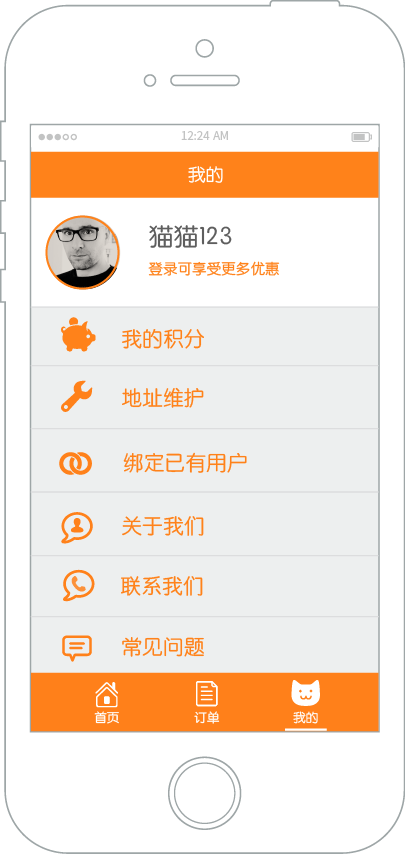 12:24 AM
我的
猫猫123
登录可享受更多优惠
我的积分
地址维护
绑定已有用户
关于我们
联系我们
常见问题
首页 订单 我的